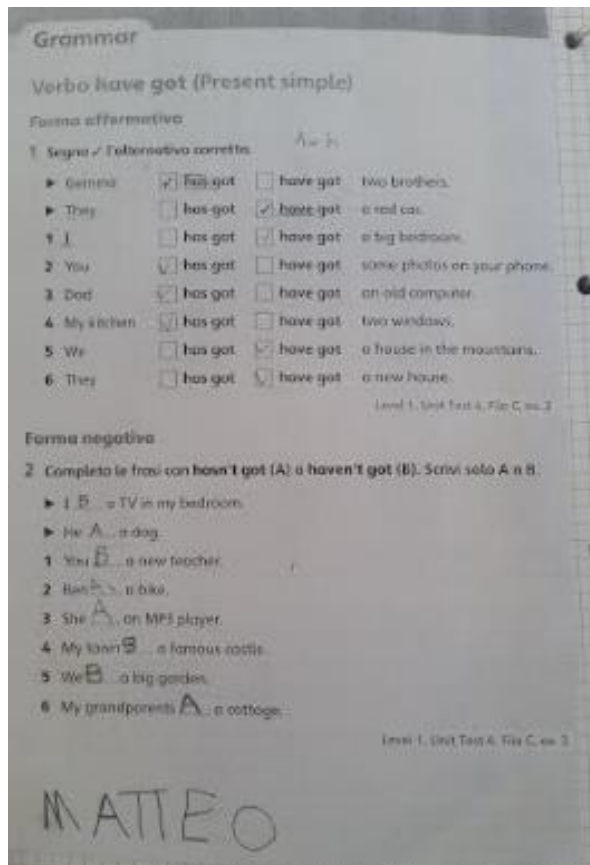 Grammar
Verbo have got (Present simple)
Forma affermativa
1 Segna ✓ l'alternativa corretta.
► Gemma ✓ has got □ have got two brothers.
► They □ has got ✓ have got a red car.
1 I □ has got ✓ have got a big bedroom.
2 You ✓ has got □ have got some photos on your phone.
3 Dad ✓ has got □ have got an old computer.
4 My kitchen ✓ has got □ have got two windows.
5 We □ has got ✓ have got a house in the mountains.
6 They □ has got ✓ have got a new house.
Level 1, Unit Test 4, File C, es. 2
Forma negativa
2 Completa le frasi con hasn't got (A) o haven't got (B). Scrivi solo A o B.
► I B a TV in my bedroom.
► He A a dog.
1 You B a new teacher.
2 Ben A a bike.
3 She A an MP3 player.
4 My town B a famous castle.
5 We B a big garden.
6 My grandparents A a cottage.
Level 1, Unit Test 4, File C, es. 3
MATTEO